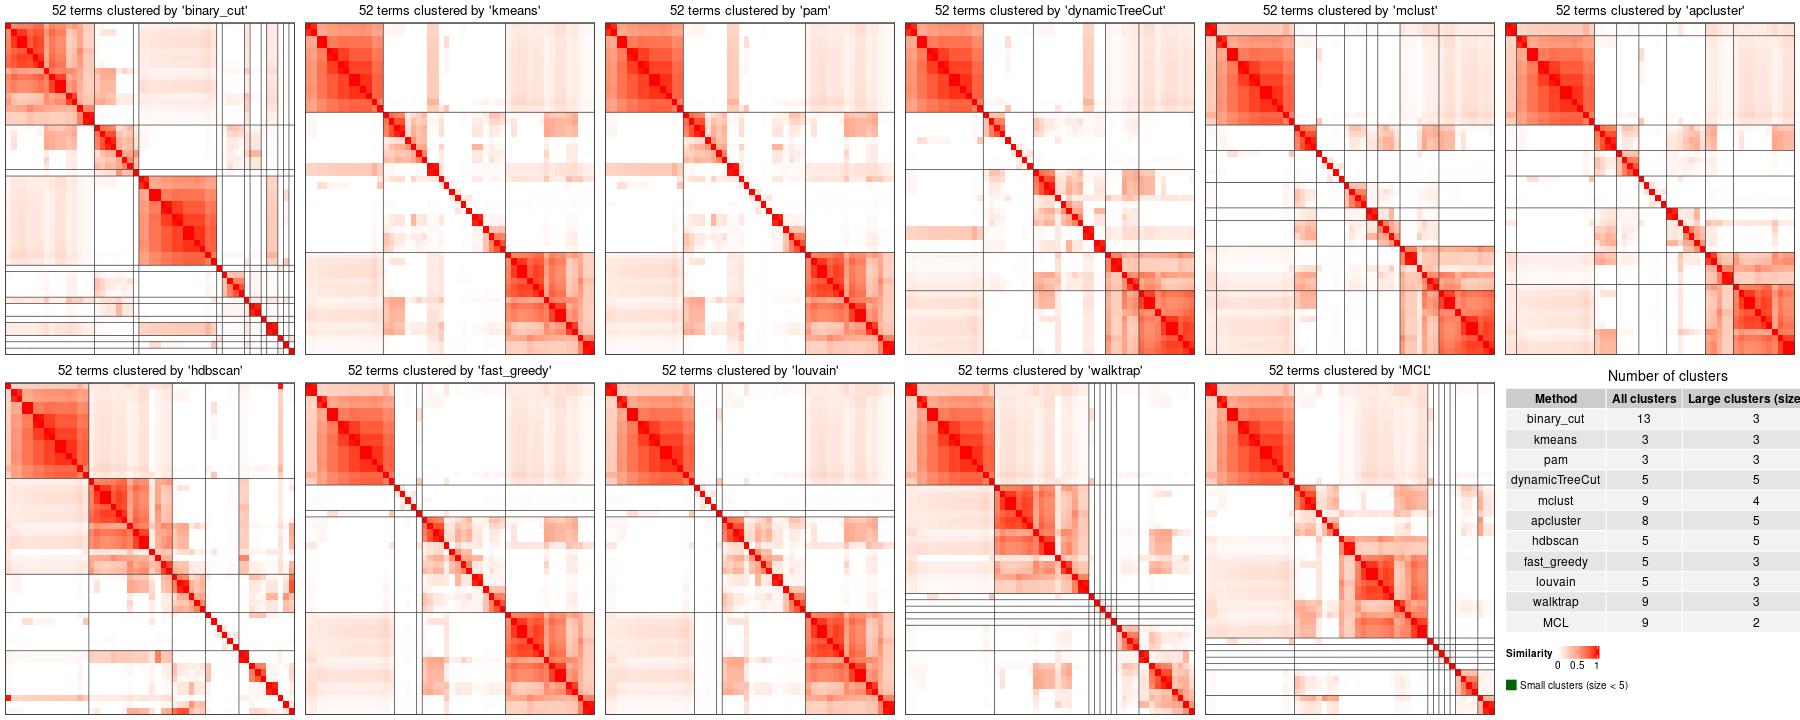 52 terms clustered by 'binary_cut'
52 terms clustered by 'kmeans'
52 terms clustered by 'pam'
52 terms clustered by 'dynamicTreeCut'
52 terms clustered by 'mclust'
52 terms clustered by 'apcluster'
52 terms clustered by 'hdbscan'
52 terms clustered by 'fast_greedy'
52 terms clustered by 'louvain'
52 terms clustered by 'walktrap'
52 terms clustered by 'MCL'
Number of clusters
Method All clusters Large clusters (size
binary_cut 13 3
kmeans 3 3
pam 3 3
dynamicTreeCut 5 5
mclust 9 4
apcluster 8 5
hdbscan 5 5
fast_greedy 5 3
louvain 5 3
walktrap 9 3
MCL 9 2
Similarity
0 0.5 1
Small clusters (size < 5)